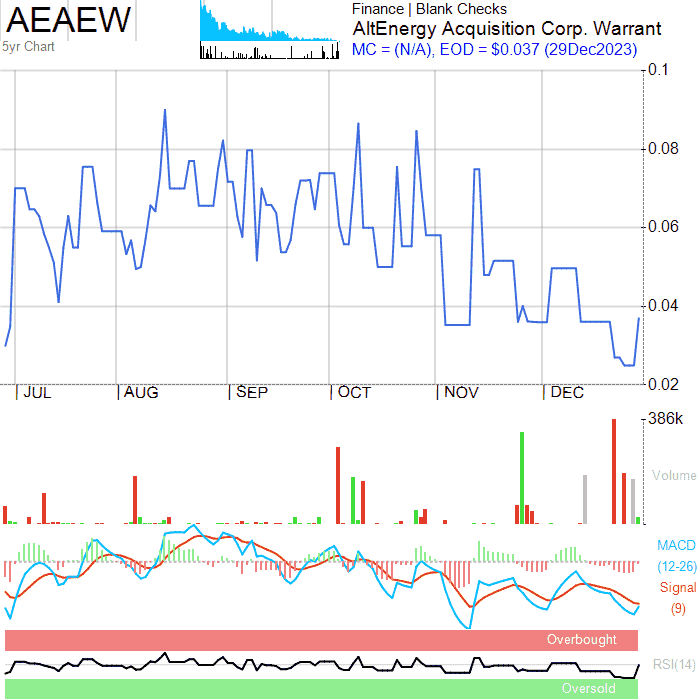 AEAEW
5yr Chart
Finance | Blank Checks
AltEnergy Acquisition Corp. Warrant
MC = (N/A), EOD = $0.037 (29Dec2023)
0.1
0.08
0.06
0.04
0.02
JUL
AUG
SEP
OCT
NOV
DEC
386k
Volume
MACD
(12-26)
Signal
(9)
Overbought
RSI(14)
Oversold